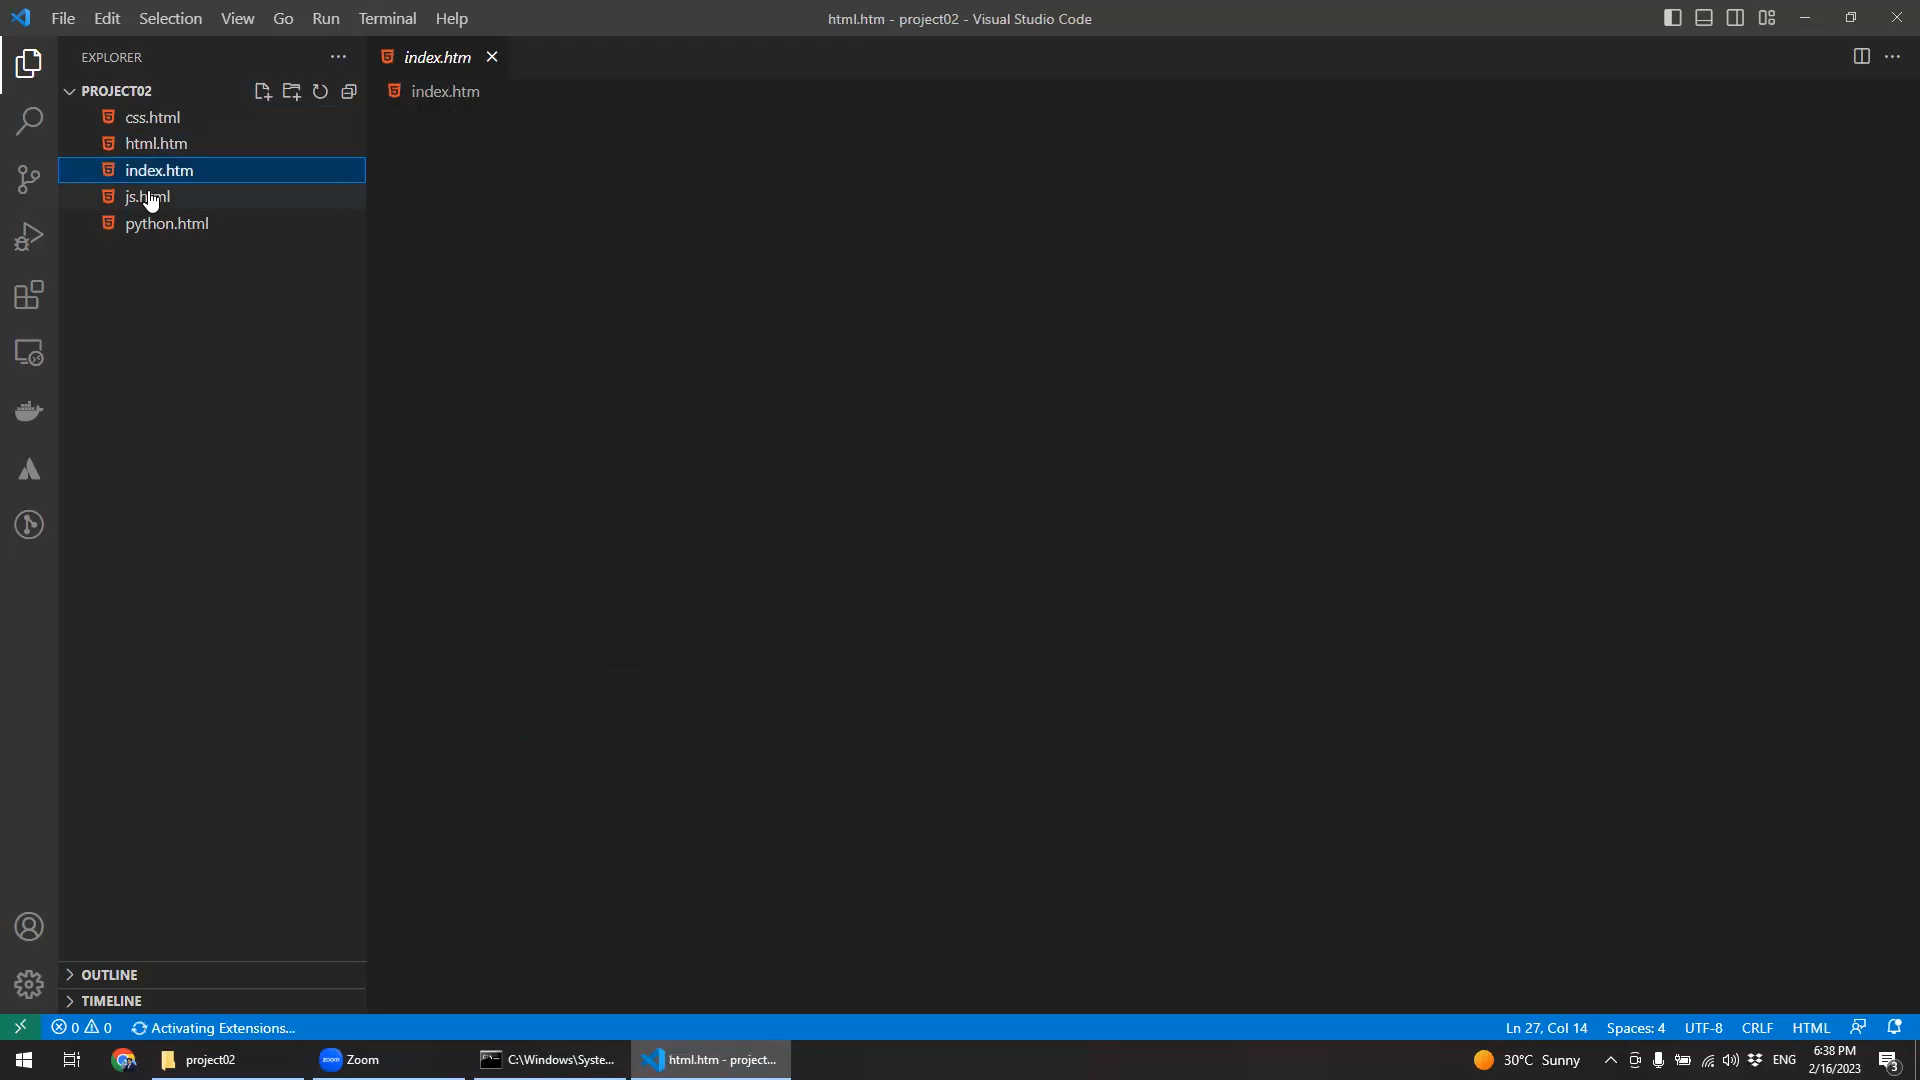 File Edit Selection View Go Run Terminal Help
html.htm - project02 - Visual Studio Code
EXPLORER
index.htm
PROJECT02
index.htm
css.html
html.htm
index.htm
js.html
python.html
OUTLINE
TIMELINE
0 0 Activating Extensions...
Ln 27, Col 14 Spaces: 4 UTF-8 CRLF HTML
project02
zoom
Zoom
C:\Windows\Syste...
html.htm - project...
30°C Sunny
ENG
6:38 PM
2/16/2023
3